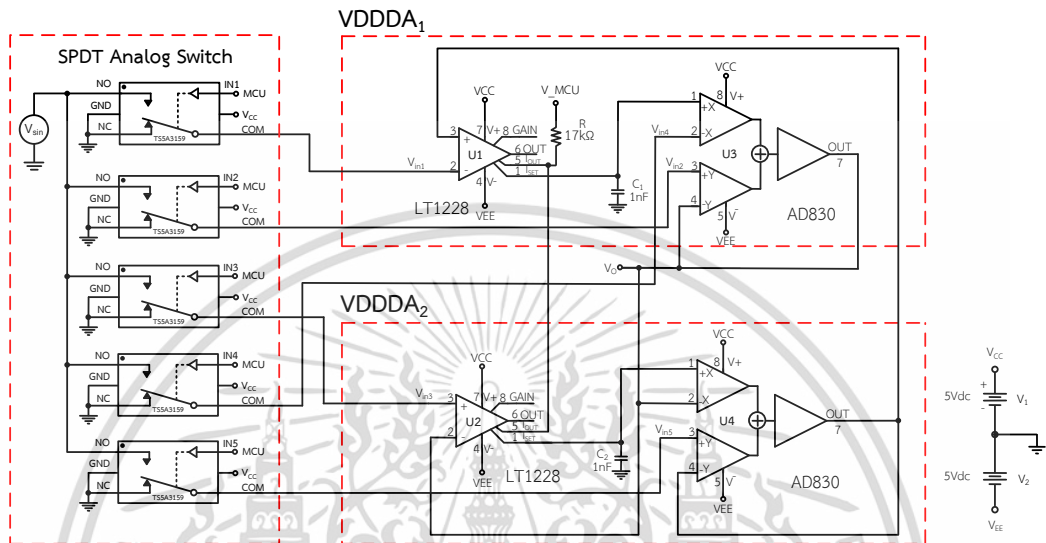 VDDDA1
SPDT Analog Switch
Vsin
NO
GND
NC
IN1
MCU
VCC
COM
TS5A3159
NO
GND
NC
IN2
MCU
VCC
COM
TS5A3159
NO
GND
NC
IN3
MCU
VCC
COM
TS5A3159
NO
GND
NC
IN4
MCU
VCC
COM
TS5A3159
NO
GND
NC
IN5
MCU
VCC
COM
TS5A3159
VCC
V_MCU
R
17kΩ
3
+
7
V+
8 GAIN
6 OUT
5 IOUT
1 ISET
U1
2
-
4
V-
VEE
Vin1
LT1228
C1
1nF
VCC
8
V+
1
+X
2
-X
Vin4
Vin2
3
+Y
4
-Y
5
V-
VEE
U3
OUT
7
AD830
VO
VDDDA2
VCC
Vin3
3
+
7
V+
8 GAIN
6 OUT
5 IOUT
1 ISET
U2
2
-
4
V-
VEE
LT1228
C2
1nF
VCC
8
V+
1
+X
2
-X
U4
Vin5
3
+Y
4
-Y
5
V-
VEE
OUT
7
AD830
VCC
+
5Vdc
V1
-
5Vdc
V2
VEE